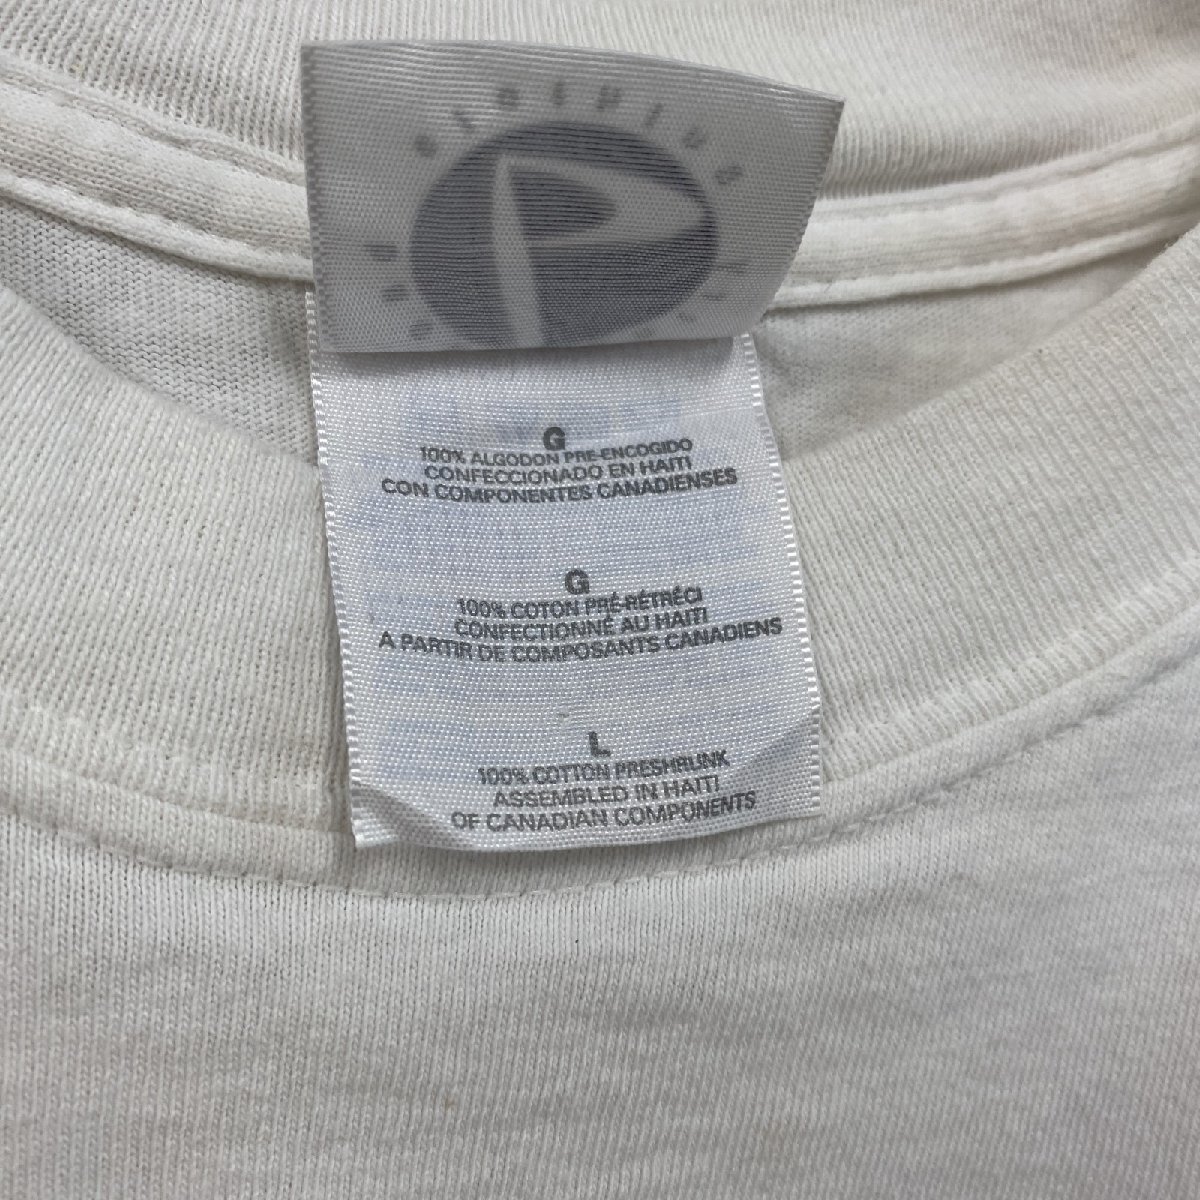 G
100% ALGODON PRE-ENCOGIDO
CONFECCIONADO EN HAITI
CON COMPONENTES CANADIENSES
G
100% COTON PRÉ-RÉTRÉCI
CONFECTIONNÉ AU HAITI
A PARTIR DE COMPOSANTS CANADIENS
L
100% COTTON PRESHRUNK
ASSEMBLED IN HAITI
OF CANADIAN COMPONENTS